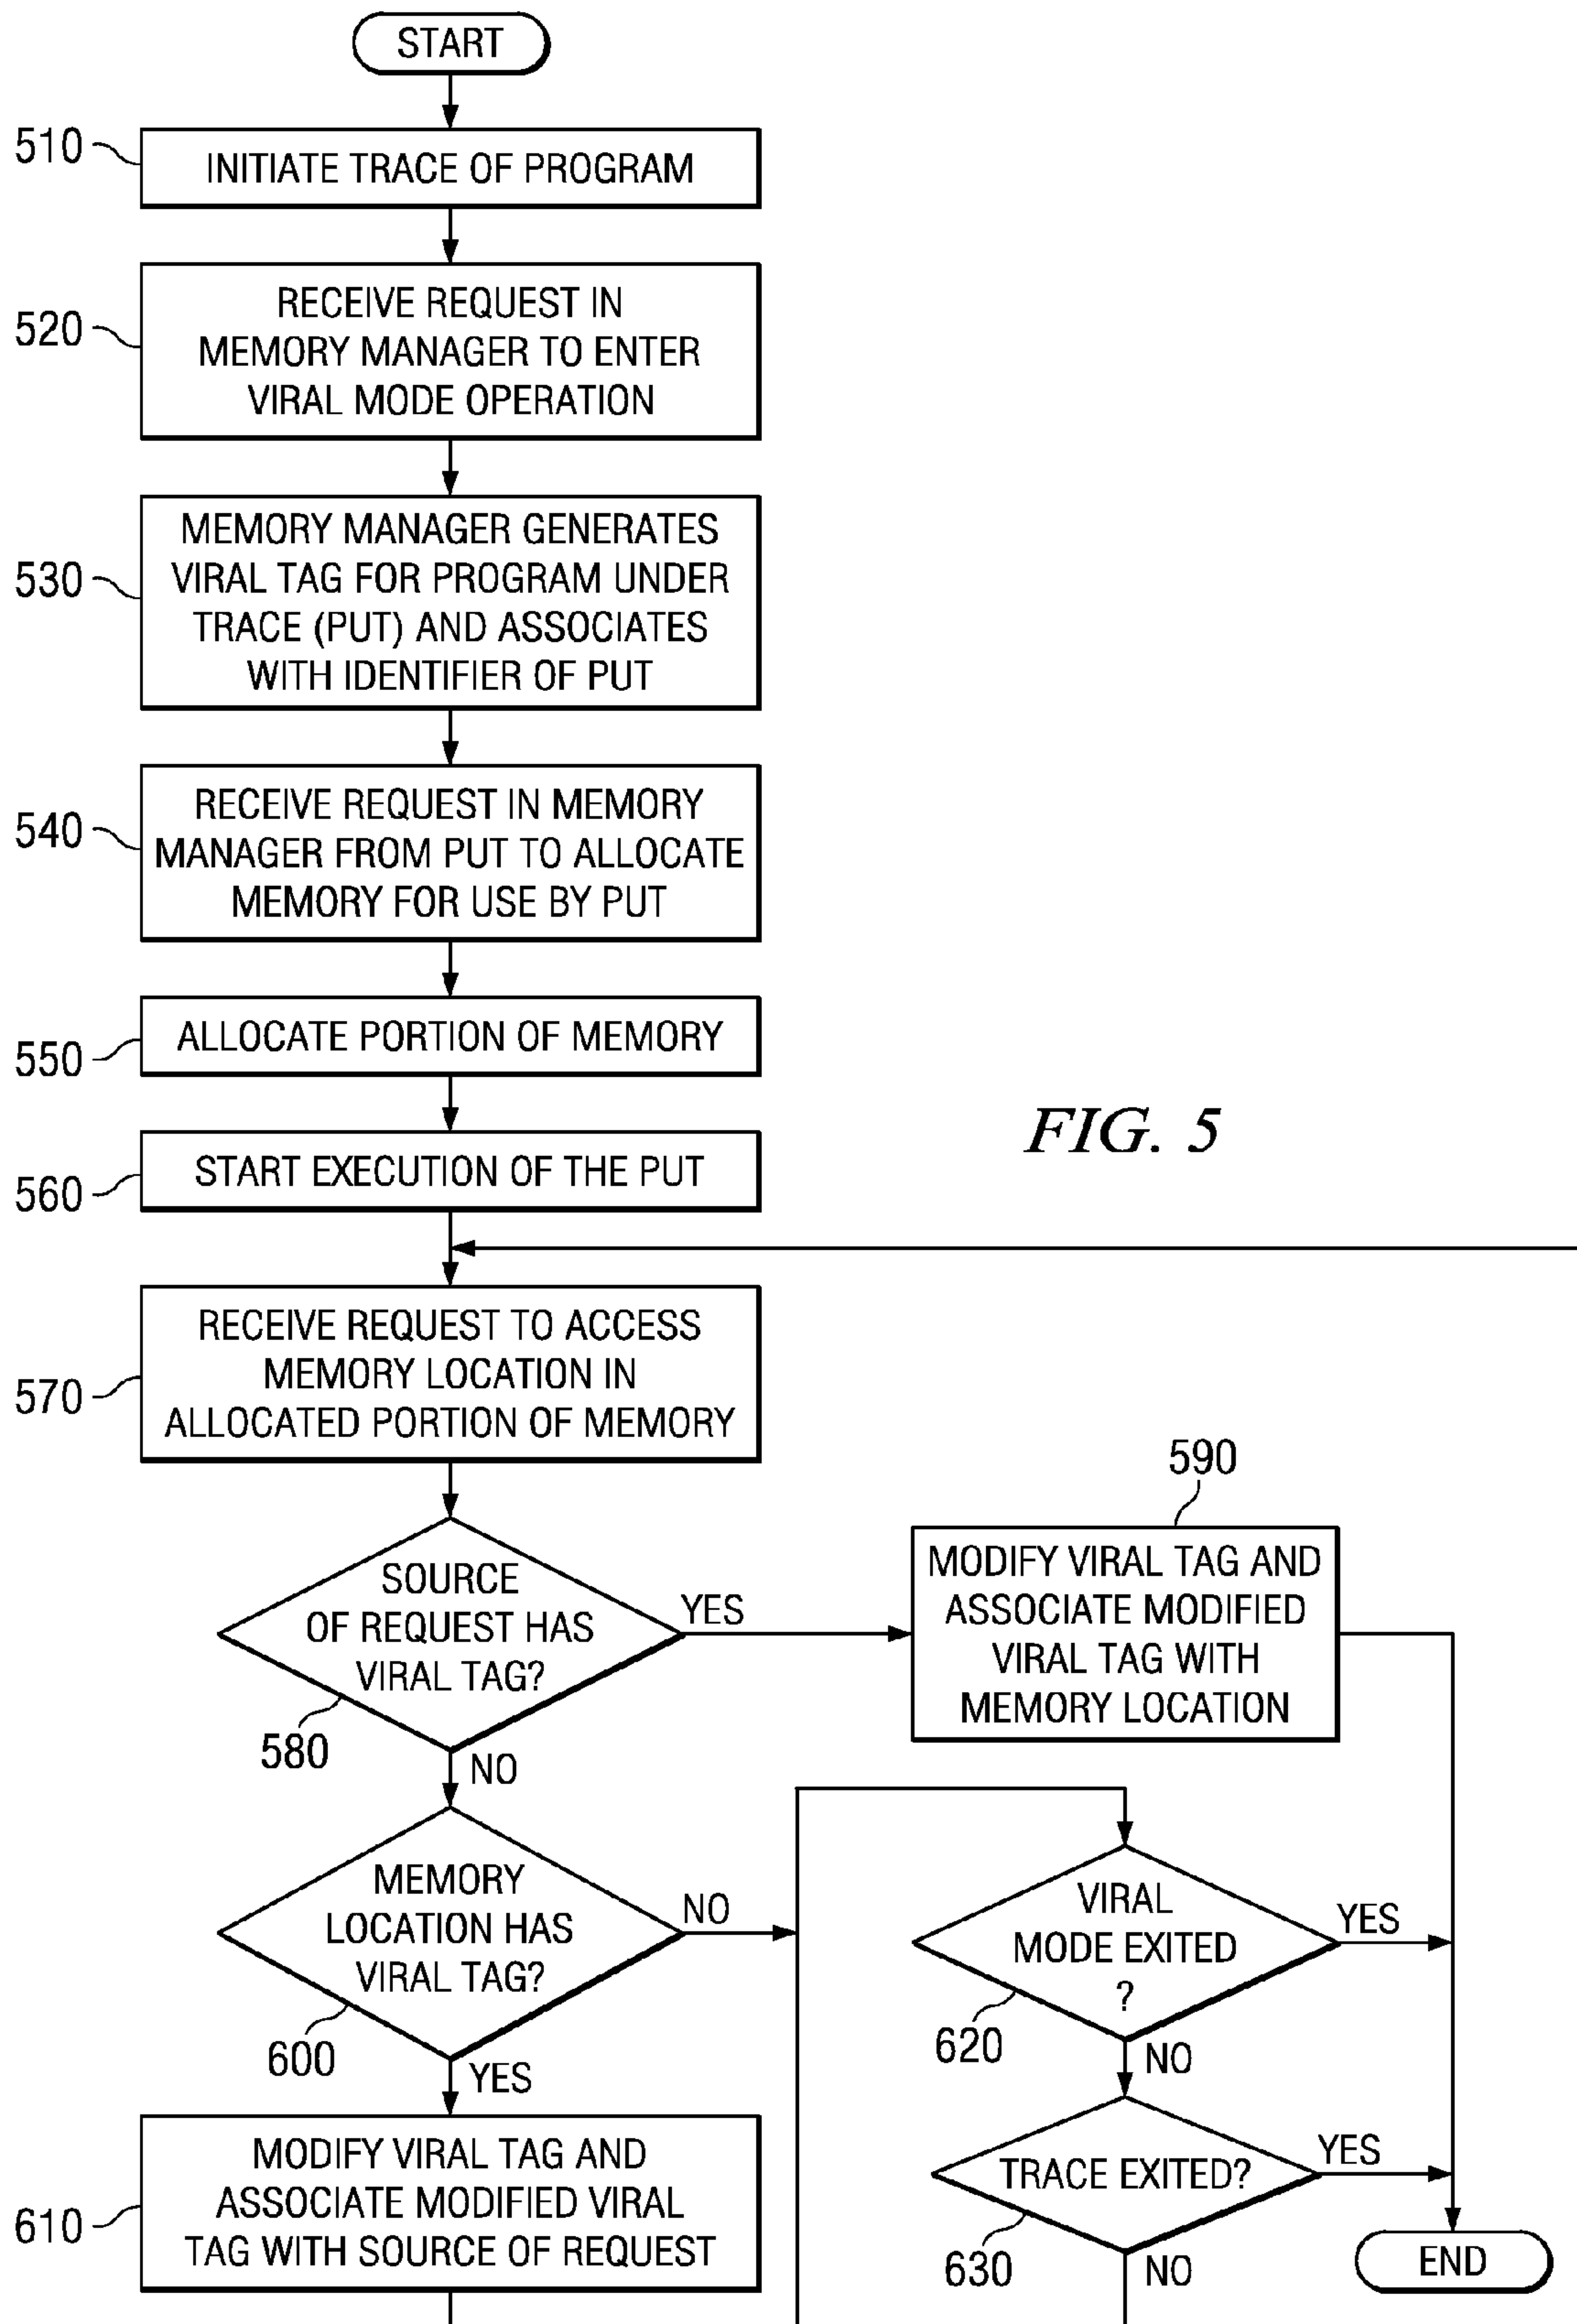 START
510
INITIATE TRACE OF PROGRAM
520
RECEIVE REQUEST IN
MEMORY MANAGER TO ENTER
VIRAL MODE OPERATION
530
MEMORY MANAGER GENERATES
VIRAL TAG FOR PROGRAM UNDER
TRACE (PUT) AND ASSOCIATES
WITH IDENTIFIER OF PUT
540
RECEIVE REQUEST IN MEMORY
MANAGER FROM PUT TO ALLOCATE
MEMORY FOR USE BY PUT
550
ALLOCATE PORTION OF MEMORY
FIG. 5
560
START EXECUTION OF THE PUT
570
RECEIVE REQUEST TO ACCESS
MEMORY LOCATION IN
ALLOCATED PORTION OF MEMORY
580
SOURCE
OF REQUEST HAS
VIRAL TAG?
YES
NO
590
MODIFY VIRAL TAG AND
ASSOCIATE MODIFIED
VIRAL TAG WITH
MEMORY LOCATION
600
MEMORY
LOCATION HAS
VIRAL TAG?
NO
YES
620
VIRAL
MODE EXITED
?
YES
NO
610
MODIFY VIRAL TAG AND
ASSOCIATE MODIFIED VIRAL
TAG WITH SOURCE OF REQUEST
630
TRACE EXITED?
YES
NO
END